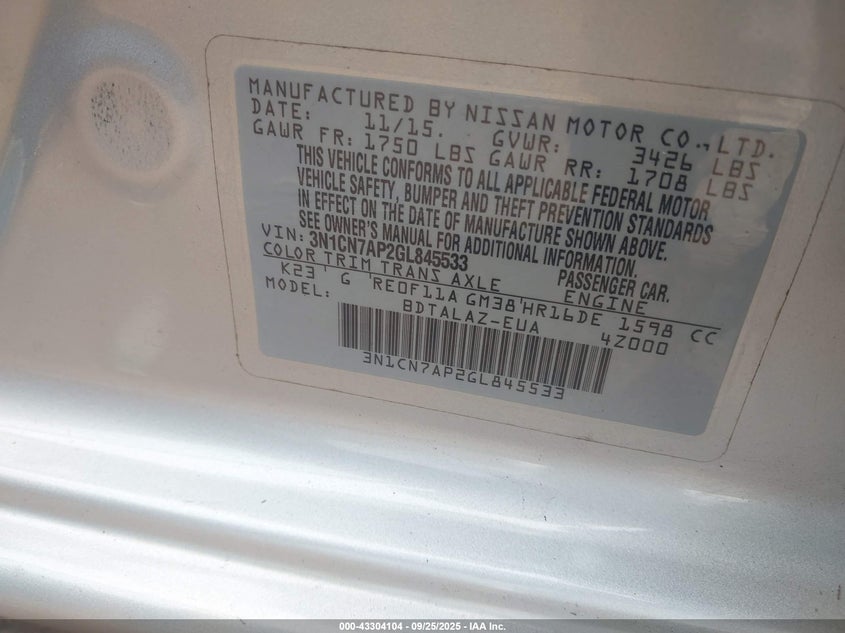 MANUFACTURED BY NISSAN MOTOR CO., LTD.
DATE: 11/15. GVWR: 3426 LBS
GAWR FR: 1750 LBS GAWR RR: 1708 LBS
THIS VEHICLE CONFORMS TO ALL APPLICABLE FEDERAL MOTOR
VEHICLE SAFETY, BUMPER AND THEFT PREVENTION STANDARDS
IN EFFECT ON THE DATE OF MANUFACTURE SHOWN ABOVE.
SEE OWNER'S MANUAL FOR ADDITIONAL INFORMATION.
VIN: 3N1CN7AP2GL845533 PASSENGER CAR.
COLOR TRIM TRANS AXLE ENGINE
K23 G RE0F11A GM38 HR16DE 1598 CC
MODEL: BDTALAZ-EUA 4Z000
3N1CN7AP2GL845533
000-43304104 - 09/25/2025 - IAA Inc.